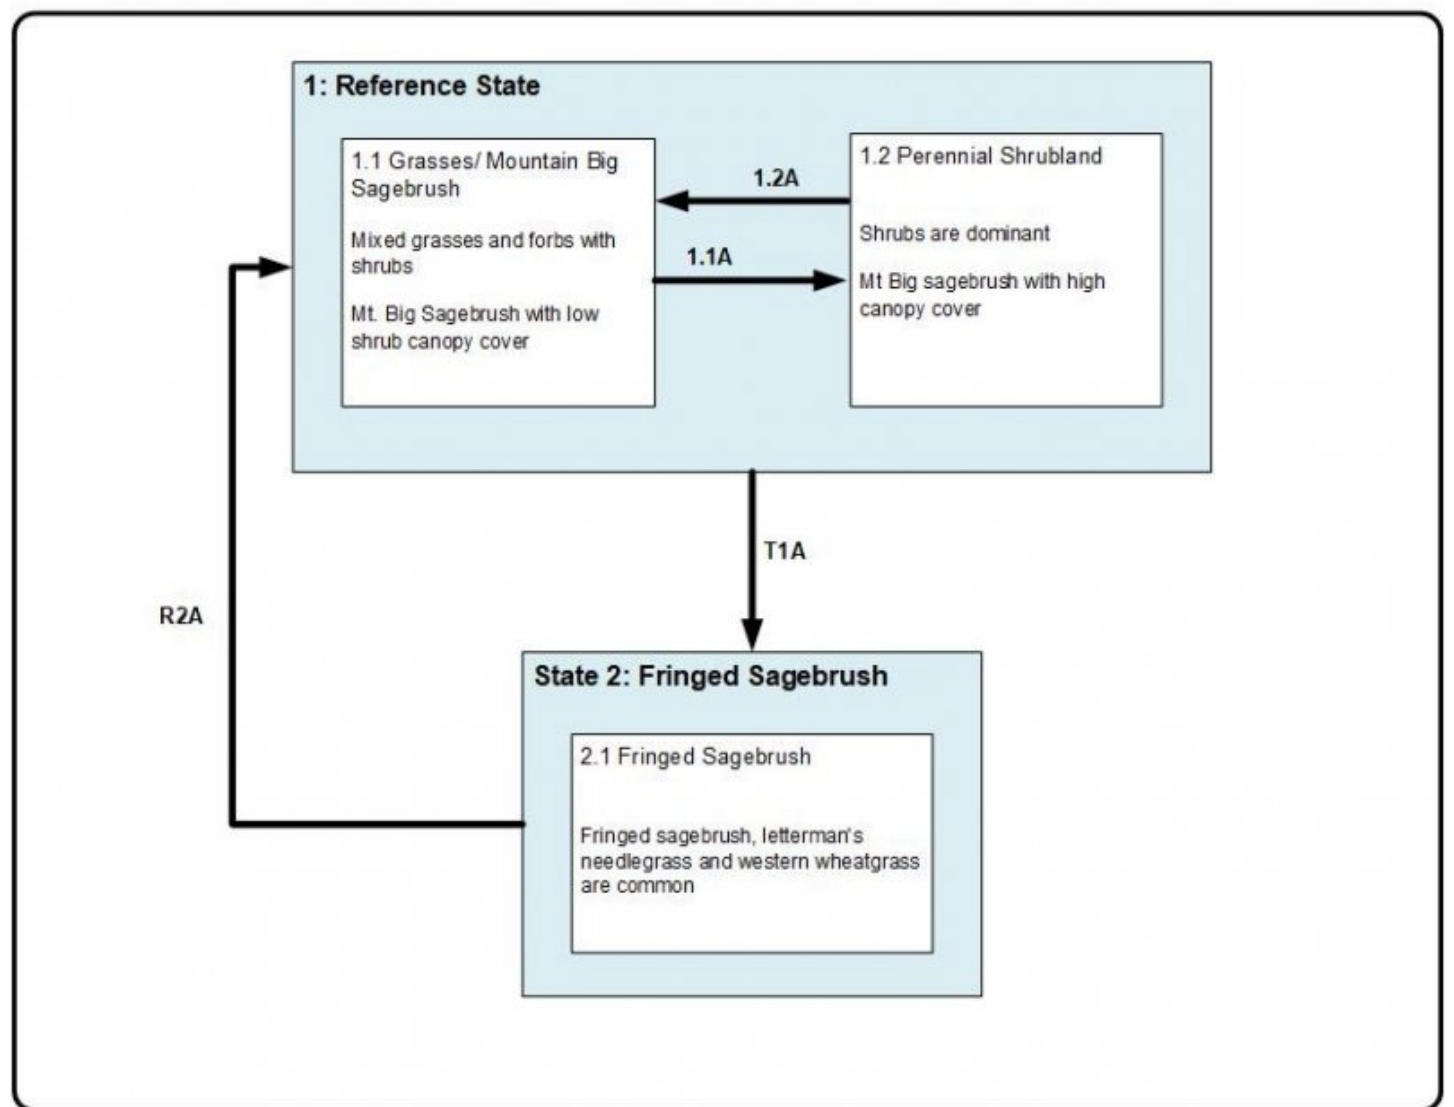 1: Reference State
1.1 Grasses/ Mountain Big
Sagebrush
Mixed grasses and forbs with
shrubs
Mt. Big Sagebrush with low
shrub canopy cover
1.2A
1.1A
1.2 Perennial Shrubland
Shrubs are dominant
Mt Big sagebrush with high
canopy cover
T1A
R2A
State 2: Fringed Sagebrush
2.1 Fringed Sagebrush
Fringed sagebrush, letterman's
needlegrass and western wheatgrass
are common